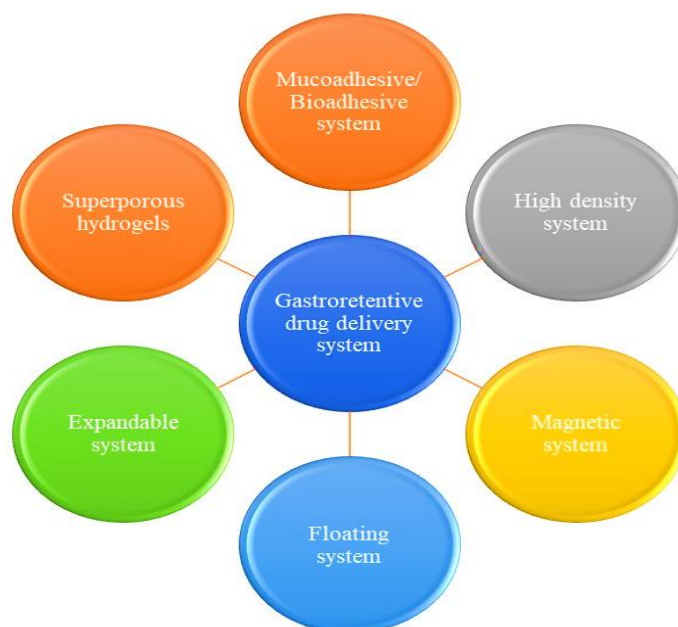 Mucoadhesive/
Bioadhesive
system
Superporous
hydrogels
High density
system
Gastroretentive
drug delivery
system
Expandable
system
Magnetic
system
Floating
system